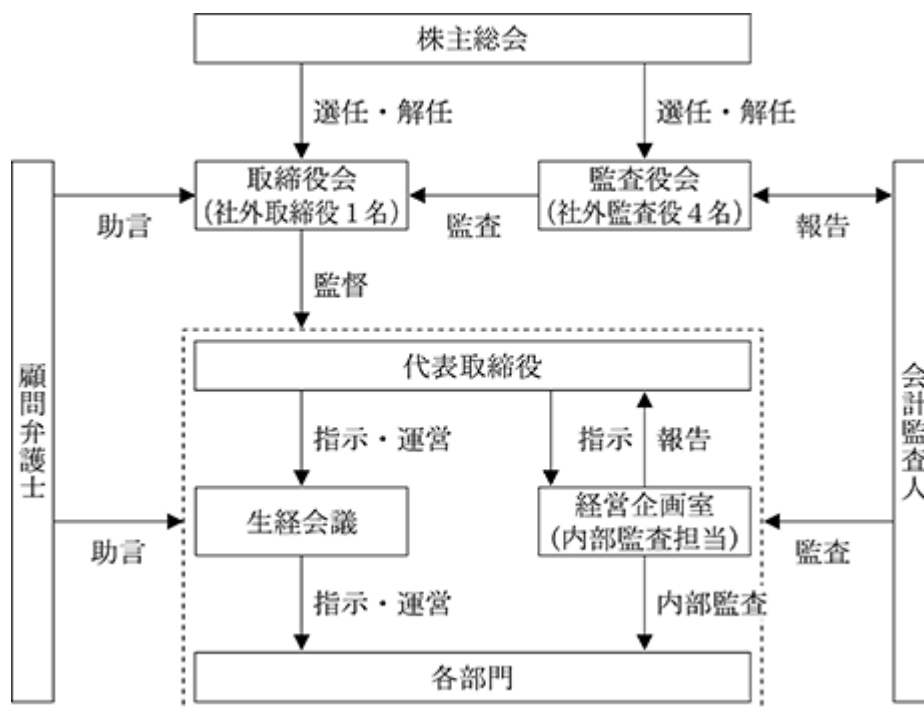 株主総会
選任・解任
選任・解任
取締役会
(社外取締役1名)
監査役会
(社外監査役4名)
助言
監査
報告
監督
顧問弁護士
会計監査人
代表取締役
指示・運営
指示
報告
生経会議
経営企画室
(内部監査担当)
助言
監査
指示・運営
内部監査
各部門